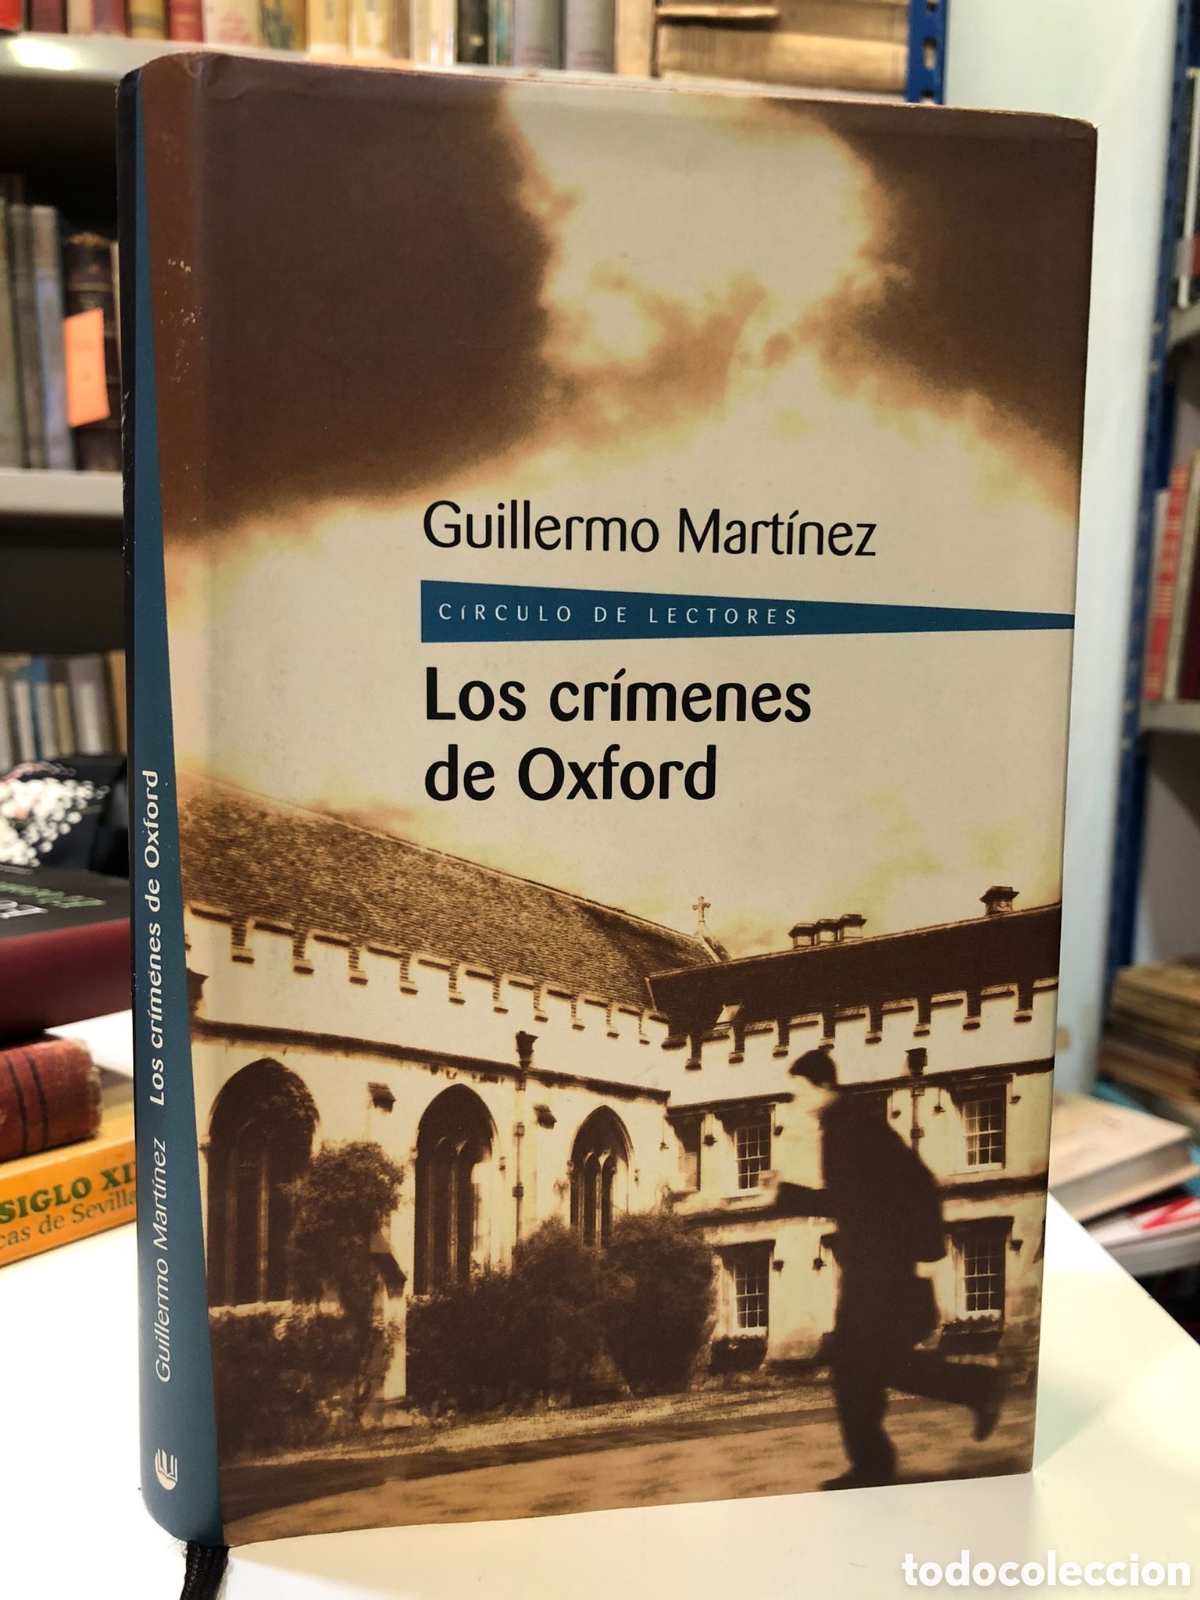 Guillermo Martínez
CÍRCULO DE LECTORES
Los crímenes
de Oxford
Guillermo Martínez Los crímenes de Oxford
SIGLO XI
cas de Sevilla
todocoleccion